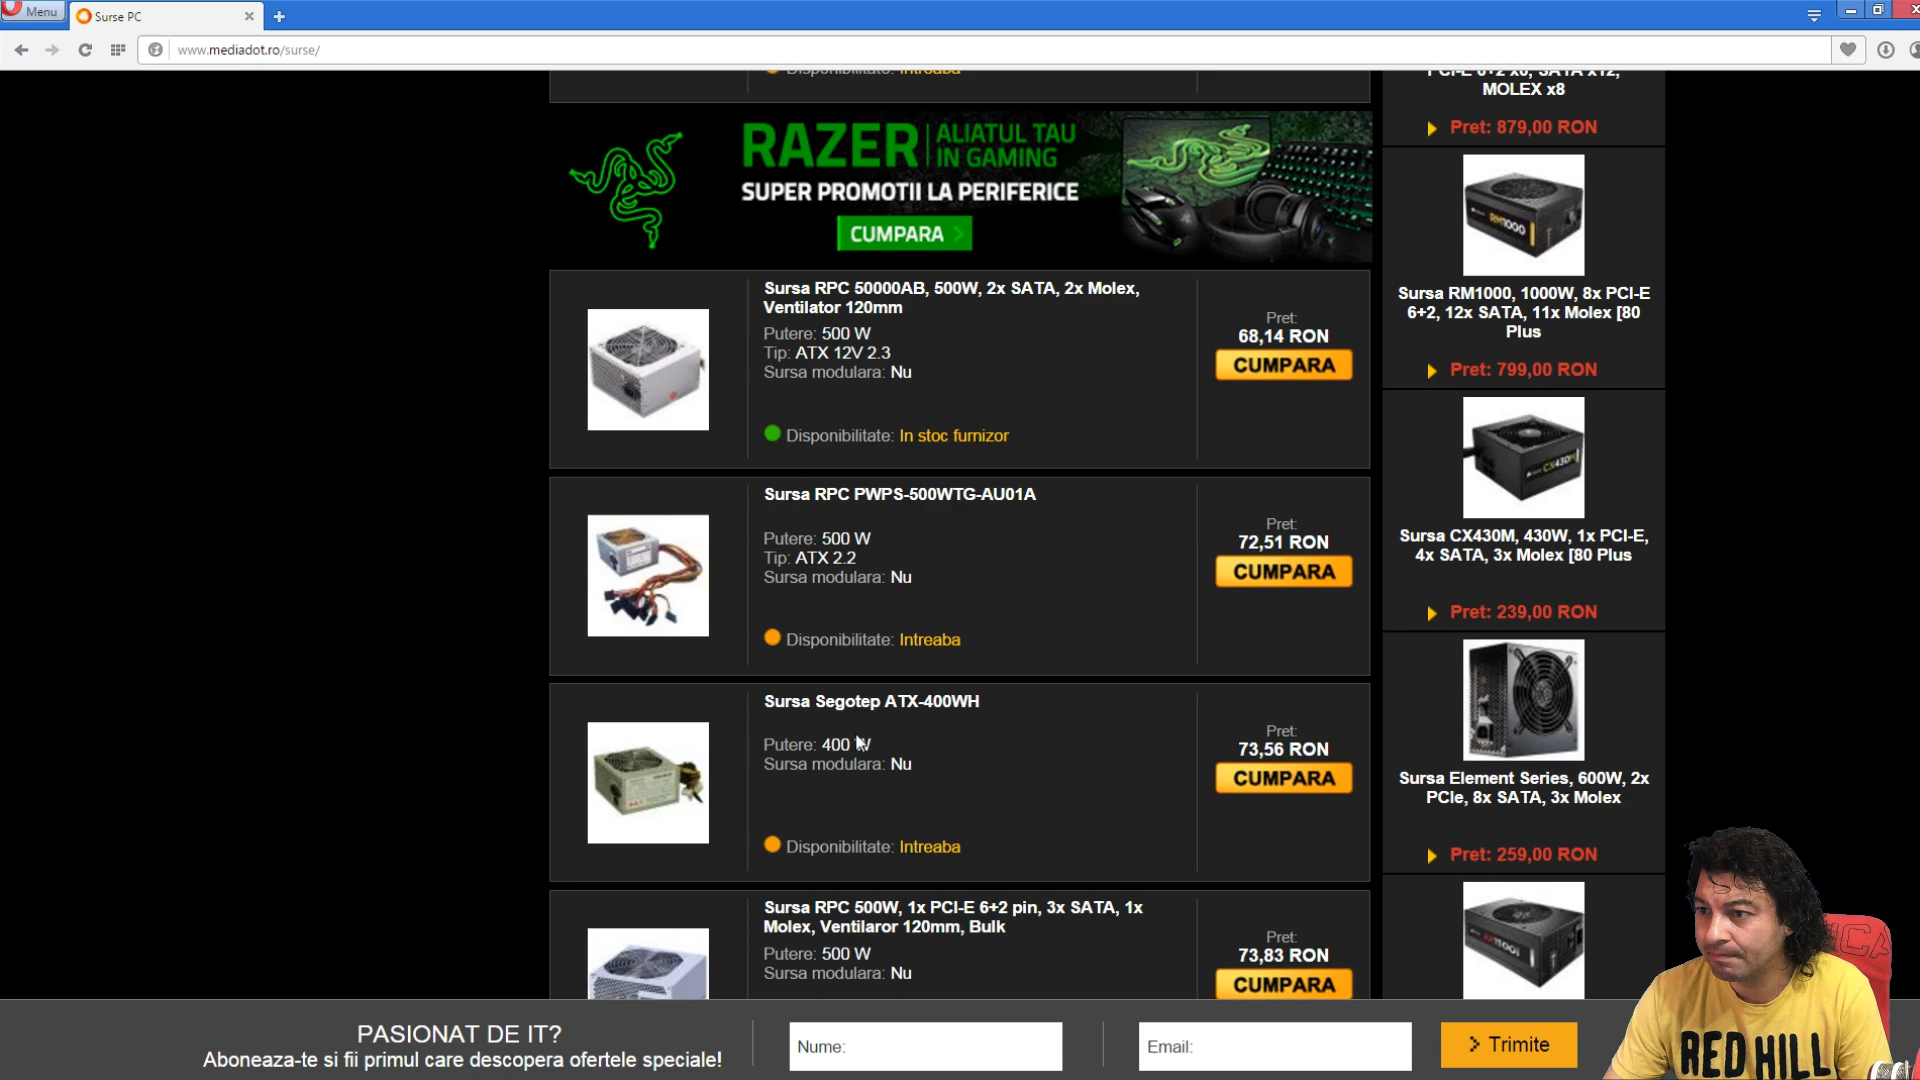 Menu
Surse PC
www.mediadot.ro/surse/
Disponibilitate: Intreaba
RAZER
ALIATUL TAU
IN GAMING
SUPER PROMOTII LA PERIFERICE
CUMPARA
Sursa RPC 50000AB, 500W, 2x SATA, 2x Molex,
Ventilator 120mm
Putere: 500 W
Tip: ATX 12V 2.3
Sursa modulara: Nu
Disponibilitate: In stoc furnizor
Pret:
68,14 RON
CUMPARA
Sursa RPC PWPS-500WTG-AU01A
Putere: 500 W
Tip: ATX 2.2
Sursa modulara: Nu
Disponibilitate: Intreaba
Pret:
72,51 RON
CUMPARA
Sursa Segotep ATX-400WH
Putere: 400 W
Sursa modulara: Nu
Disponibilitate: Intreaba
Pret:
73,56 RON
CUMPARA
Sursa RPC 500W, 1x PCI-E 6+2 pin, 3x SATA, 1x
Molex, Ventilaror 120mm, Bulk
Putere: 500 W
Sursa modulara: Nu
Pret:
73,83 RON
CUMPARA
PCI-E 6+2 x6, SATA x12,
MOLEX x8
Pret: 879,00 RON
RM1000
Sursa RM1000, 1000W, 8x PCI-E
6+2, 12x SATA, 11x Molex [80
Plus
Pret: 799,00 RON
CX430M
Sursa CX430M, 430W, 1x PCI-E,
4x SATA, 3x Molex [80 Plus
Pret: 239,00 RON
Sursa Element Series, 600W, 2x
PCIe, 8x SATA, 3x Molex
Pret: 259,00 RON
PASIONAT DE IT?
Aboneaza-te si fii primul care descopera ofertele speciale!
Nume:
Email:
Trimite
RED HILL